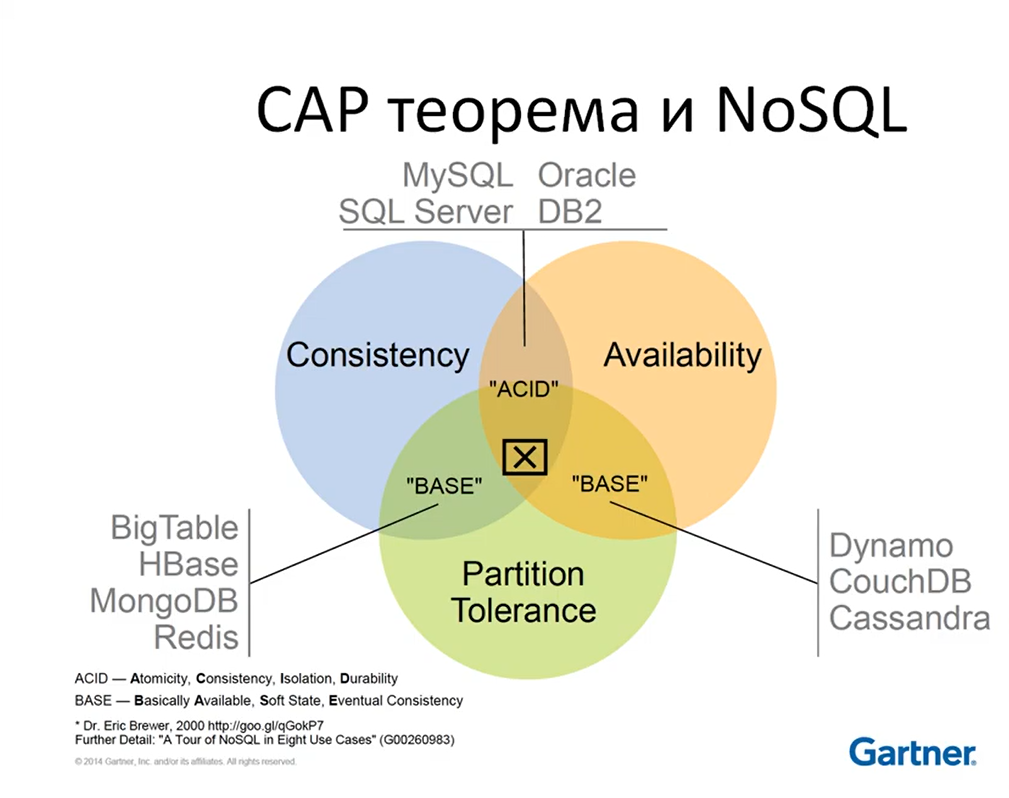 CAP теорема и NoSQL
MySQL Oracle
SQL Server DB2
Consistency
Availability
"ACID"
"BASE"
"BASE"
Partition
Tolerance
BigTable
HBase
MongoDB
Redis
Dynamo
CouchDB
Cassandra
ACID — Atomicity, Consistency, Isolation, Durability
BASE — Basically Available, Soft State, Eventual Consistency
* Dr. Eric Brewer, 2000 http://goo.gl/qGokP7
Further Detail: "A Tour of NoSQL in Eight Use Cases" (G00260983)
© 2014 Gartner, Inc. and/or its affiliates. All rights reserved.
Gartner